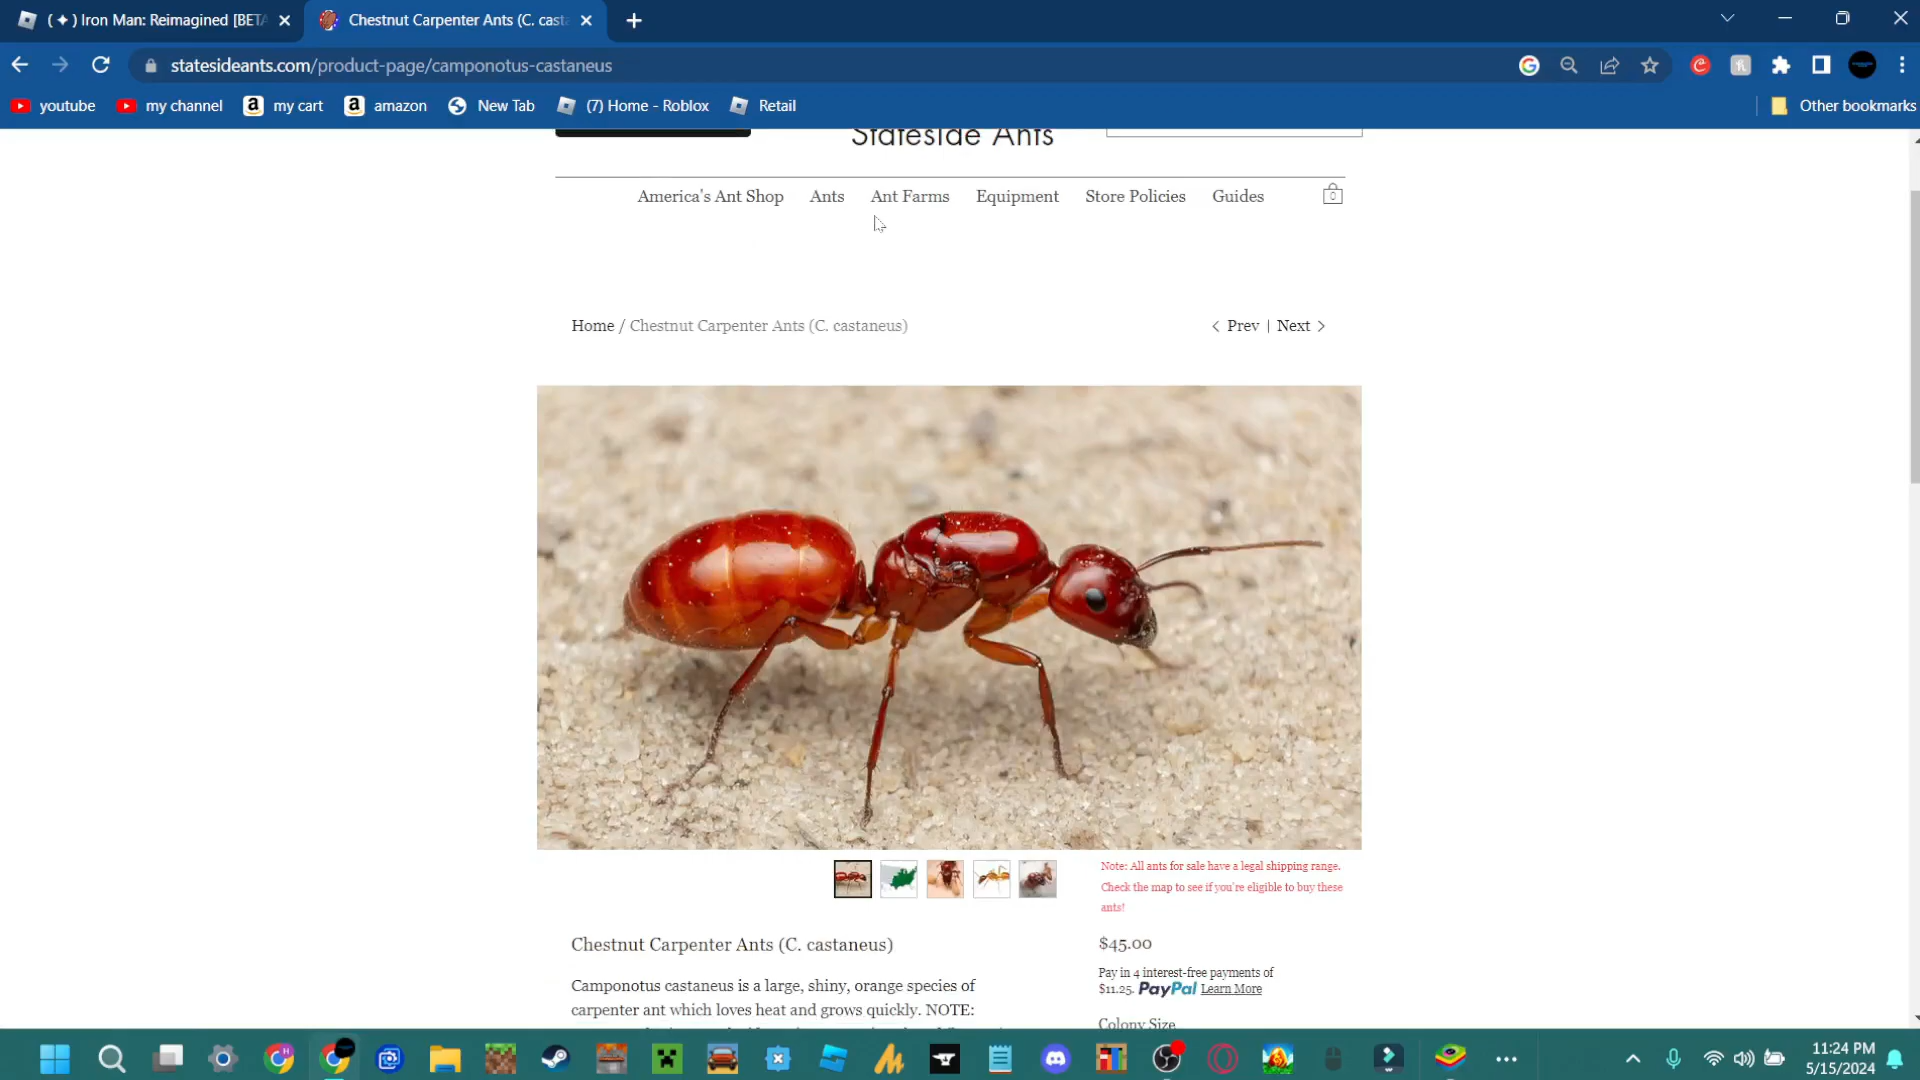 ( ✦ ) Iron Man: Reimagined [BETA
Chestnut Carpenter Ants (C. casta
statesideants.com/product-page/camponotus-castaneus
youtube
my channel
my cart
amazon
New Tab
(7) Home - Roblox
Retail
Other bookmarks
Stateside Ants
America's Ant Shop
Ants
Ant Farms
Equipment
Store Policies
Guides
0
Home / Chestnut Carpenter Ants (C. castaneus)
< Prev | Next >
Note: All ants for sale have a legal shipping range.
Check the map to see if you're eligible to buy these
ants!
Chestnut Carpenter Ants (C. castaneus)
$45.00
Camponotus castaneus is a large, shiny, orange species of
carpenter ant which loves heat and grows quickly. NOTE:
Pay in 4 interest-free payments of
$11.25. PayPal Learn More
Colony Size
11:24 PM
5/15/2024